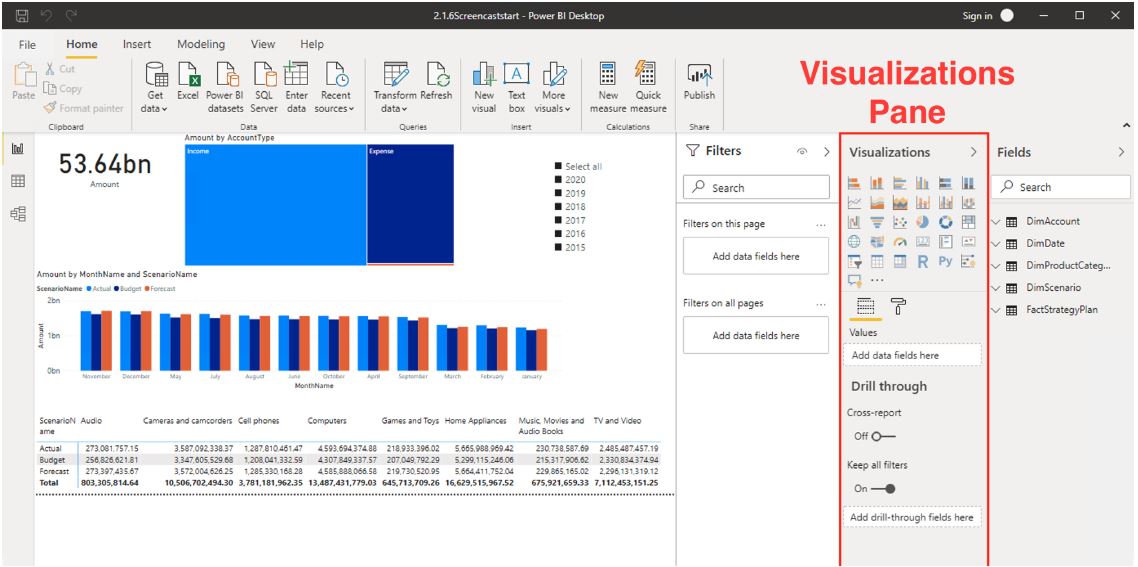 2.1.6Screencaststart - Power BI Desktop
Sign in
File Home Insert Modeling View Help
Paste
Cut
Copy
Format painter
Clipboard
Get data
Excel
Power BI datasets
SQL Server
Enter data
Recent sources
Data
Transform data
Refresh
Queries
New visual
Text box
More visuals
Insert
New measure
Quick measure
Calculations
Publish
Share
Visualizations
Pane
53.64bn
Amount
Amount by AccountType
Income
Expense
Select all
2020
2019
2018
2017
2016
2015
Amount by MonthName and ScenarioName
ScenarioName Actual Budget Forecast
2bn
1bn
0bn
Amount
November December May July August June October April September March February January
MonthName
ScenarioN
ame
Audio Cameras and camcorders Cell phones Computers Games and Toys Home Appliances Music, Movies and Audio Books TV and Video
Actual 273,081,757.15 3,587,092,338.37 1,287,810,461.47 4,593,694,374.88 218,933,396.02 5,665,988,969.42 230,738,587.69 2,485,487,457.19
Budget 256,826,621.81 3,347,605,529.68 1,208,041,332.59 4,307,849,337.57 207,049,792.29 5,299,115,246.06 215,317,906.62 2,330,834,374.94
Forecast 273,397,435.67 3,572,004,626.25 1,285,330,168.28 4,585,888,066.58 219,730,520.95 5,664,411,752.04 229,865,165.02 2,296,131,319.12
Total 803,305,814.64 10,506,702,494.30 3,781,181,962.35 13,487,431,779.03 645,713,709.26 16,629,515,967.52 675,921,659.33 7,112,453,151.25
Filters
Search
Filters on this page ...
Add data fields here
Filters on all pages ...
Add data fields here
Visualizations
R Py
...
Values
Add data fields here
Drill through
Cross-report
Off
Keep all filters
On
Add drill-through fields here
Fields
Search
DimAccount
DimDate
DimProductCateg...
DimScenario
FactStrategyPlan